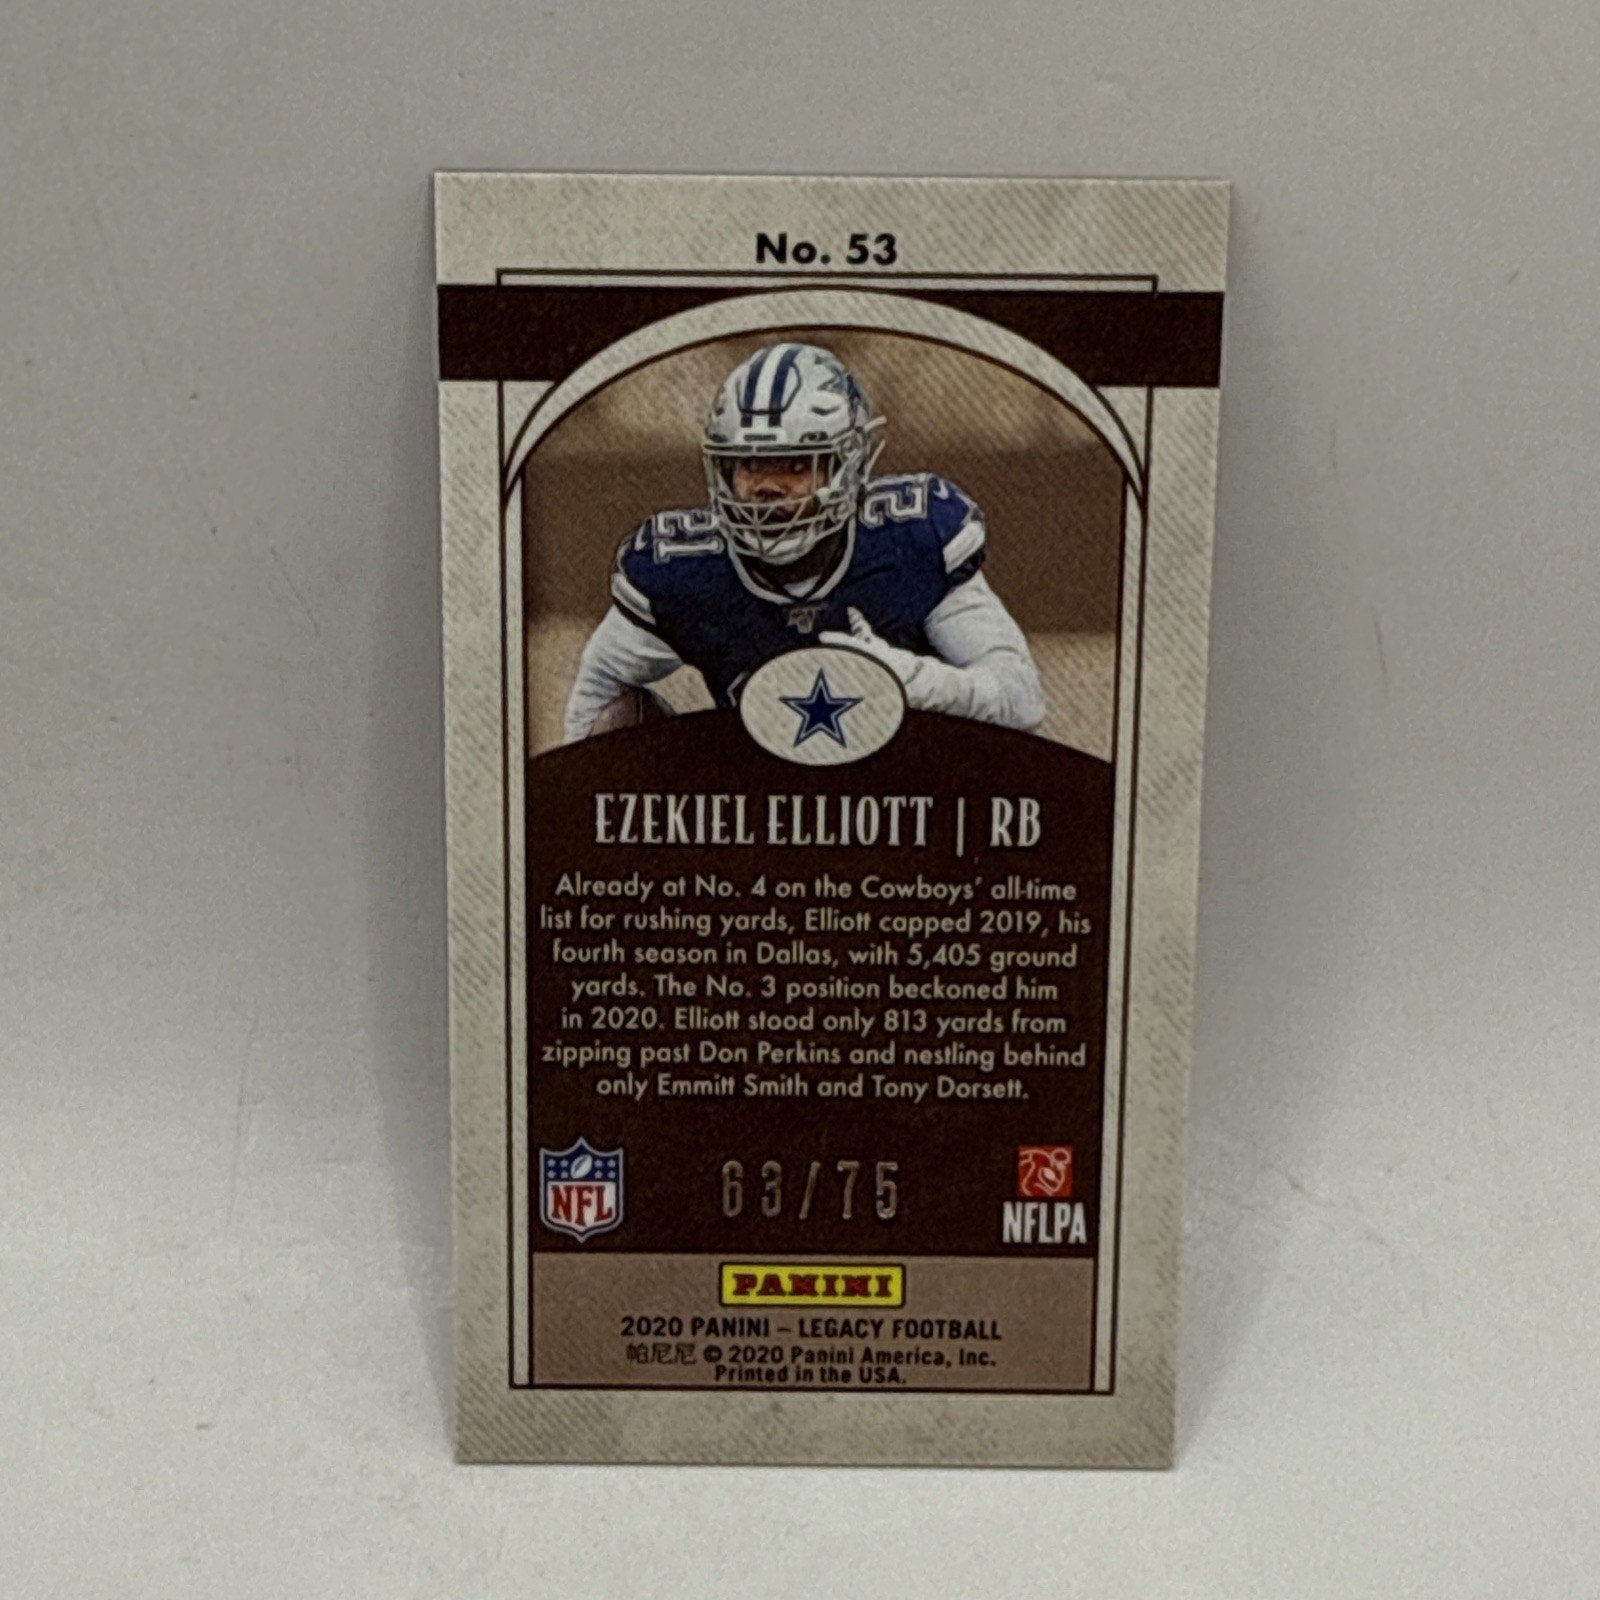 No. 53
21
2
EZEKIEL ELLIOTT | RB
Already at No. 4 on the Cowboys' all-time
list for rushing yards, Elliott capped 2019, his
fourth season in Dallas, with 5,405 ground
yards. The No. 3 position beckoned him
in 2020. Elliott stood only 813 yards from
zipping past Don Perkins and nestling behind
only Emmitt Smith and Tony Dorsett.
NFL
63/75
NFLPA
PANINI
2020 PANINI – LEGACY FOOTBALL
帕尼尼 © 2020 Panini America, Inc.
Printed in the USA.